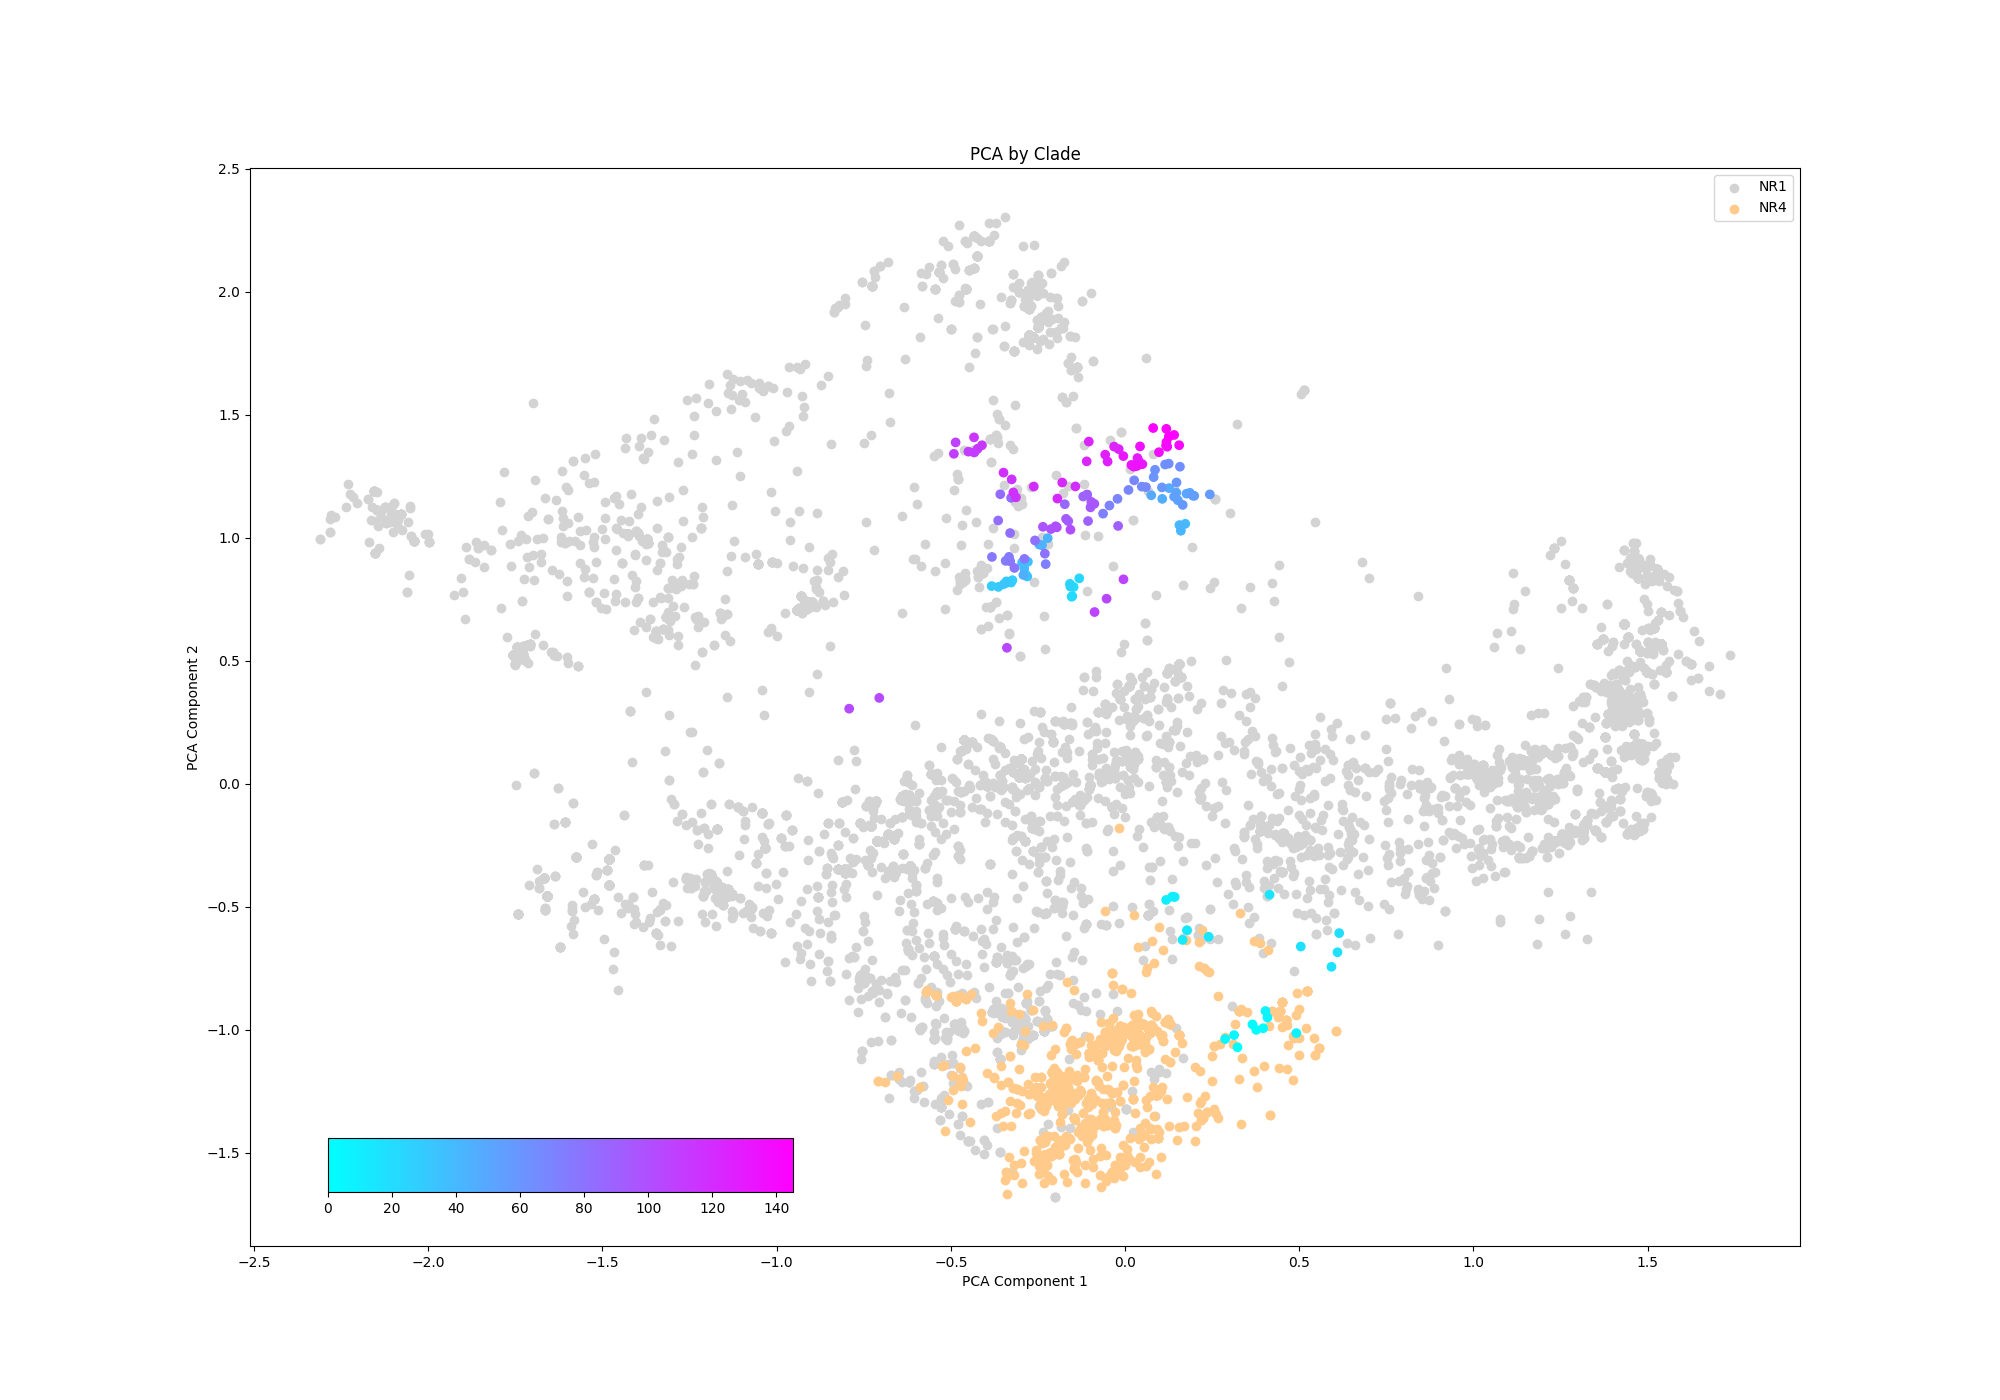 PCA by Clade
NR1
NR4
2.5
2.0
1.5
1.0
0.5
0.0
−0.5
−1.0
−1.5
PCA Component 2
0 20 40 60 80 100 120 140
−2.5 −2.0 −1.5 −1.0 −0.5 0.0 0.5 1.0 1.5
PCA Component 1